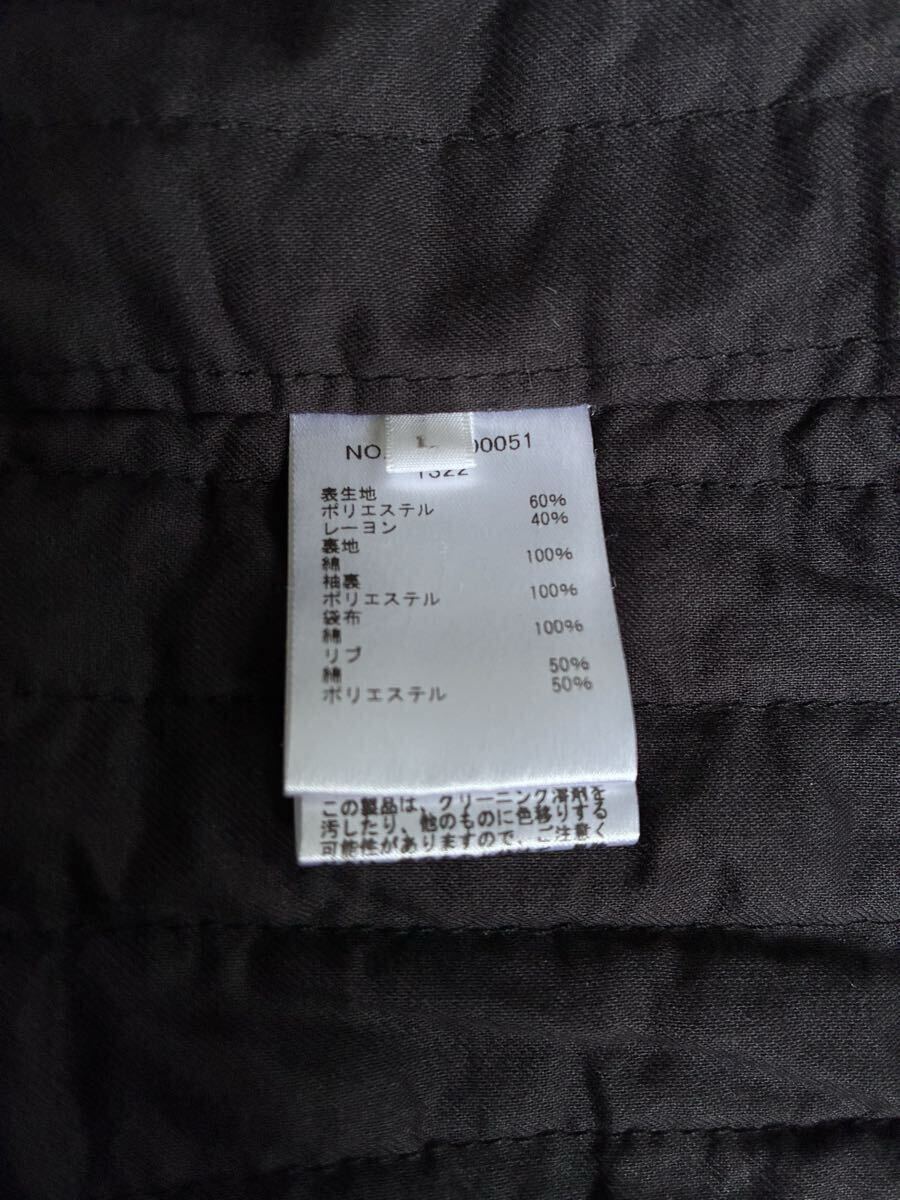 L
NO. 00051
1322
表生地
ポリエステル 60%
レーヨン 40%
裏地
綿 100%
袖裏
ポリエステル 100%
袋布
綿 100%
リブ
綿 50%
ポリエステル 50%
この製品は、クリーニング溶剤を
汚したり、他のものに色移りする
可能性がありますので、ご注意く